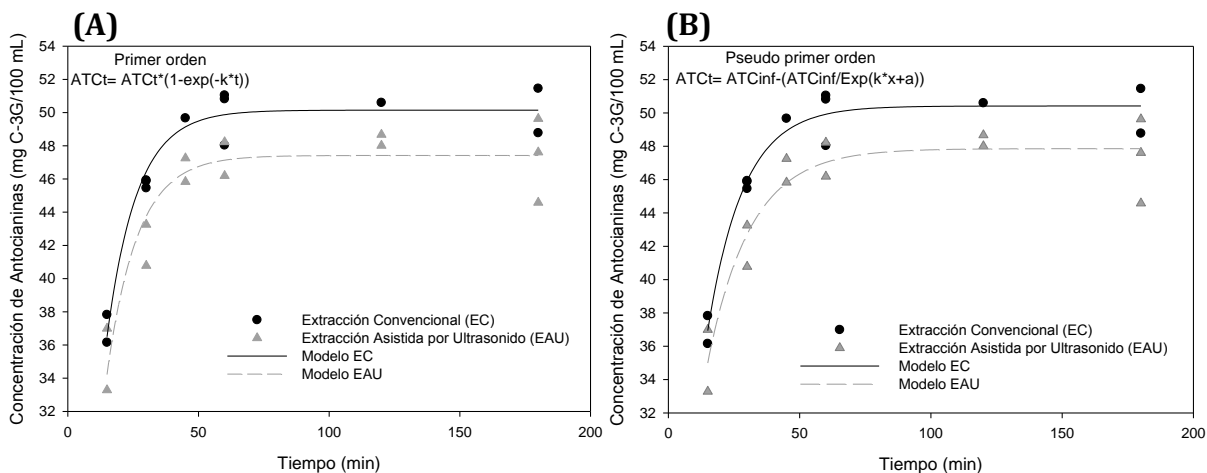 (A)
Primer orden
ATCt= ATCt*(1-exp(-k*t))
Concentración de Antocianinas (mg C-3G/100 mL)
54
52
50
48
46
44
42
40
38
36
34
32
Extracción Convencional (EC)
Extracción Asistida por Ultrasonido (EAU)
Modelo EC
Modelo EAU
0
50
100
150
200
Tiempo (min)
(B)
Pseudo primer orden
ATCt= ATCinf-(ATCinf/Exp(k*x+a))
Concentración de Antocianinas (mg C-3G/100 mL)
54
52
50
48
46
44
42
40
38
36
34
32
Extracción Convencional (EC)
Extracción Asistida por Ultrasonido (EAU)
Modelo EC
Modelo EAU
0
50
100
150
200
Tiempo (min)